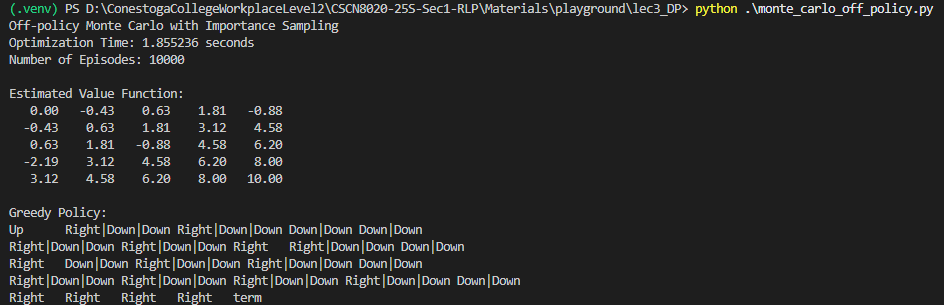 (.venv) PS D:\ConestogaCollegeWorkplaceLevel2\CSCN8020-25S-Sec1-RLP\Materials\playground\lec3_DP> python .\monte_carlo_off_policy.py
Off-policy Monte Carlo with Importance Sampling
Optimization Time: 1.855236 seconds
Number of Episodes: 10000
Estimated Value Function:
0.00 -0.43 0.63 1.81 -0.88
-0.43 0.63 1.81 3.12 4.58
0.63 1.81 -0.88 4.58 6.20
-2.19 3.12 4.58 6.20 8.00
3.12 4.58 6.20 8.00 10.00
Greedy Policy:
Up Right|Down|Down Right|Down|Down Down|Down Down|Down
Right|Down|Down Right|Down|Down Right Right|Down|Down Down|Down
Right Down|Down Right|Down|Down Right|Down|Down Down|Down
Right|Down|Down Right|Down|Down Right|Down|Down Right|Down|Down Down|Down
Right Right Right Right term